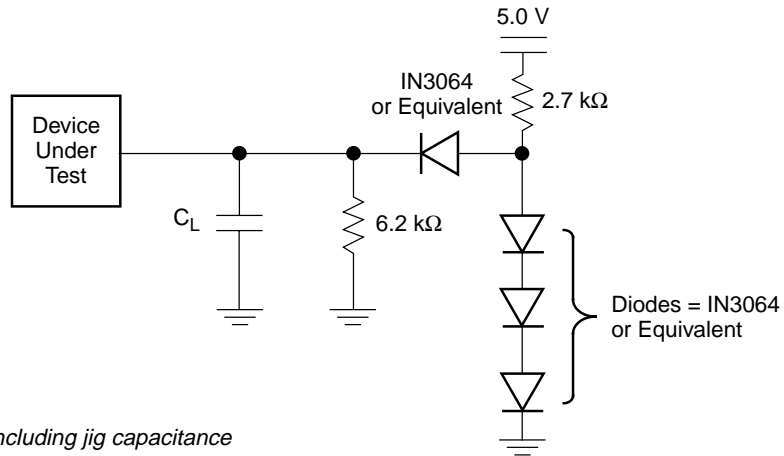 5.0 V
IN3064
or Equivalent
2.7 kΩ
Device
Under
Test
CL
6.2 kΩ
Diodes = IN3064
or Equivalent
ncluding jig capacitance